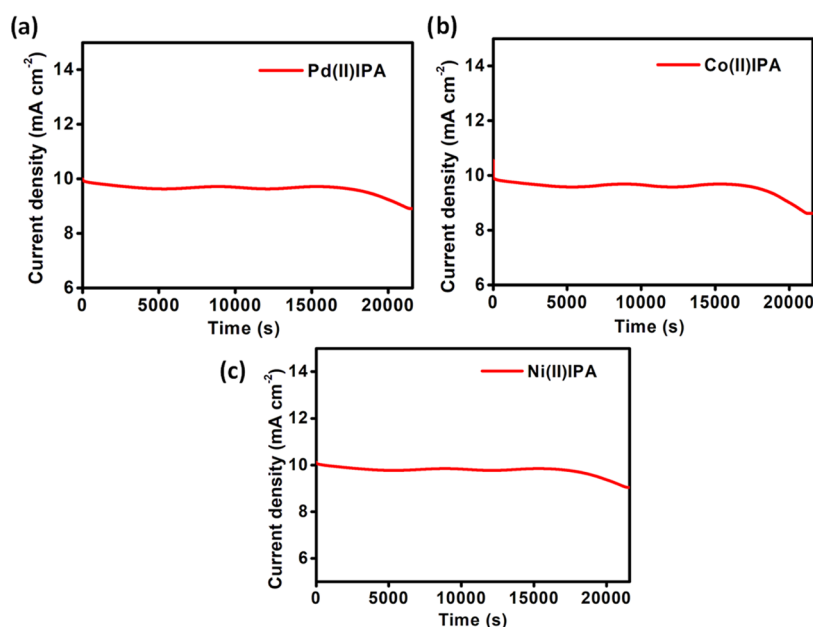 (a)
Pd(II)IPA
Current density (mA cm-2)
14
12
10
8
6
0 5000 10000 15000 20000
Time (s)
(b)
Co(II)IPA
Current density (mA cm-2)
14
12
10
8
6
0 5000 10000 15000 20000
Time (s)
(c)
Ni(II)IPA
Current density (mA cm-2)
14
12
10
8
6
0 5000 10000 15000 20000
Time (s)